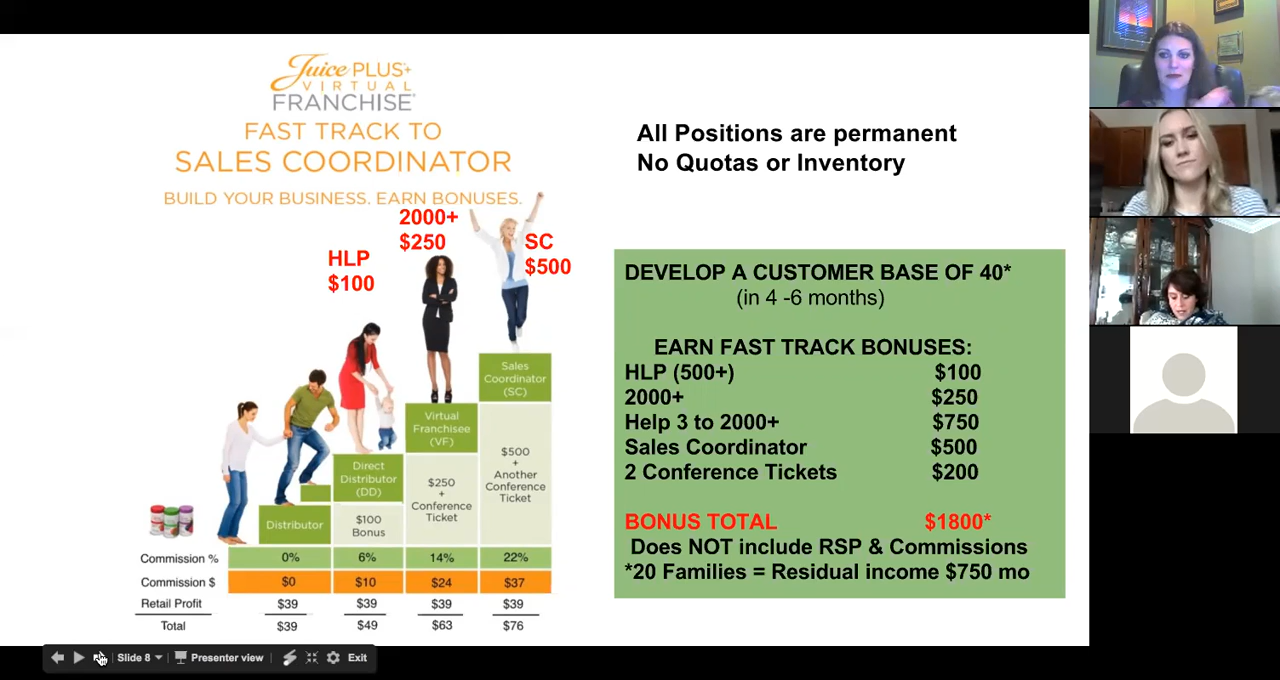 Juice PLUS+
VIRTUAL
FRANCHISE®
FAST TRACK TO
SALES COORDINATOR
BUILD YOUR BUSINESS. EARN BONUSES.
HLP
$100
2000+
$250
SC
$500
Distributor
Direct
Distributor
(DD)
$100
Bonus
Virtual
Franchisee
(VF)
$250
+
Conference
Ticket
Sales
Coordinator
(SC)
$500
+
Another
Conference
Ticket
Commission % 0% 6% 14% 22%
Commission $ $0 $10 $24 $37
Retail Profit $39 $39 $39 $39
Total $39 $49 $63 $76
All Positions are permanent
No Quotas or Inventory
DEVELOP A CUSTOMER BASE OF 40*
(in 4 -6 months)
EARN FAST TRACK BONUSES:
HLP (500+) $100
2000+ $250
Help 3 to 2000+ $750
Sales Coordinator $500
2 Conference Tickets $200
BONUS TOTAL $1800*
Does NOT include RSP & Commissions
*20 Families = Residual income $750 mo
Slide 8 Presenter view Exit